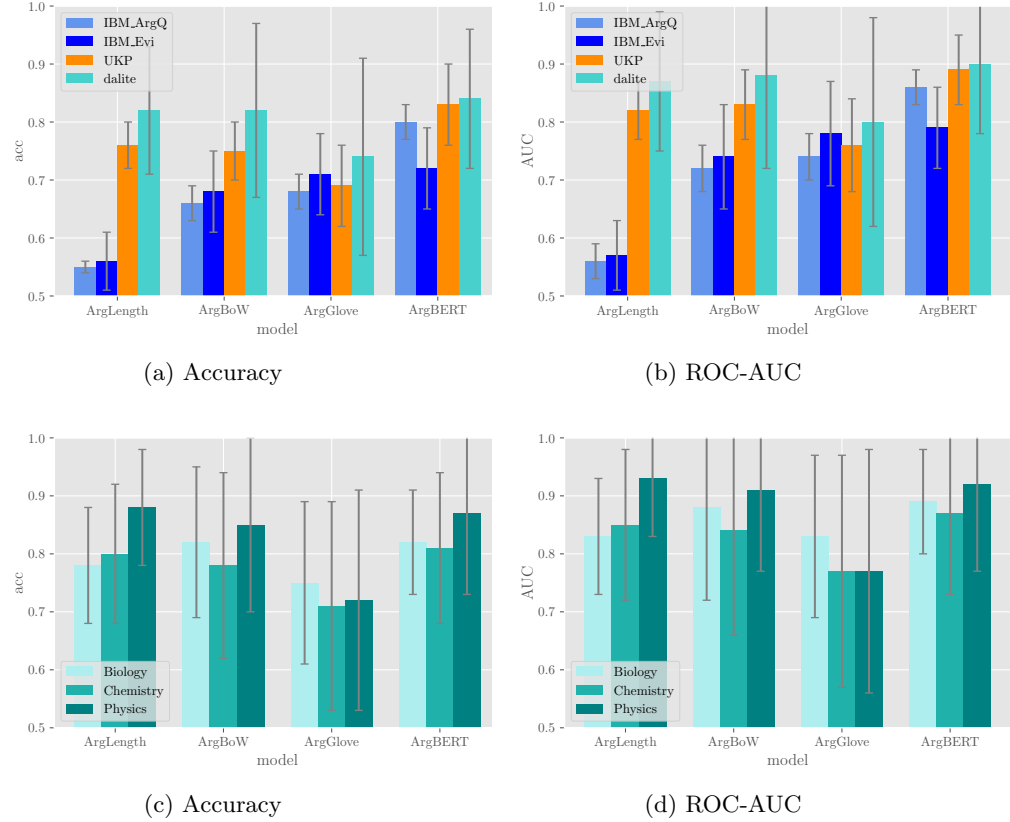 1.0
0.9
0.8
0.7
0.6
0.5
acc
IBM_ArgQ
IBM_Evi
UKP
dalite
ArgLength ArgBoW ArgGlove ArgBERT
model
(a) Accuracy
1.0
0.9
0.8
0.7
0.6
0.5
AUC
IBM_ArgQ
IBM_Evi
UKP
dalite
ArgLength ArgBoW ArgGlove ArgBERT
model
(b) ROC-AUC
1.0
0.9
0.8
0.7
0.6
0.5
acc
Biology
Chemistry
Physics
ArgLength ArgBoW ArgGlove ArgBERT
model
(c) Accuracy
1.0
0.9
0.8
0.7
0.6
0.5
AUC
Biology
Chemistry
Physics
ArgLength ArgBoW ArgGlove ArgBERT
model
(d) ROC-AUC